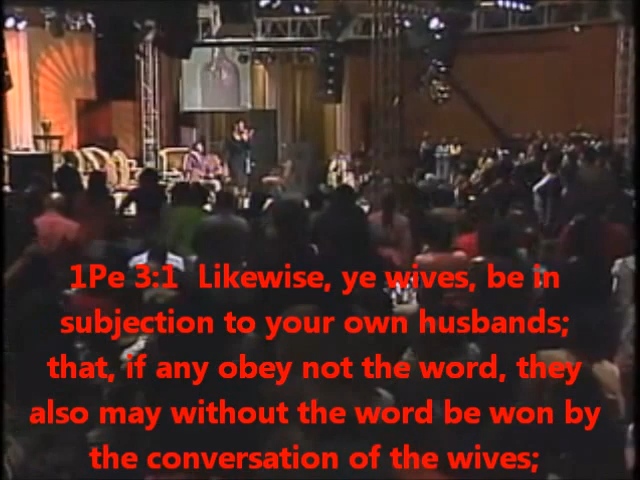 1Pe 3:1  Likewise, ye wives, be in
subjection to your own husbands;
that, if any obey not the word, they
also may without the word be won by
the conversation of the wives;